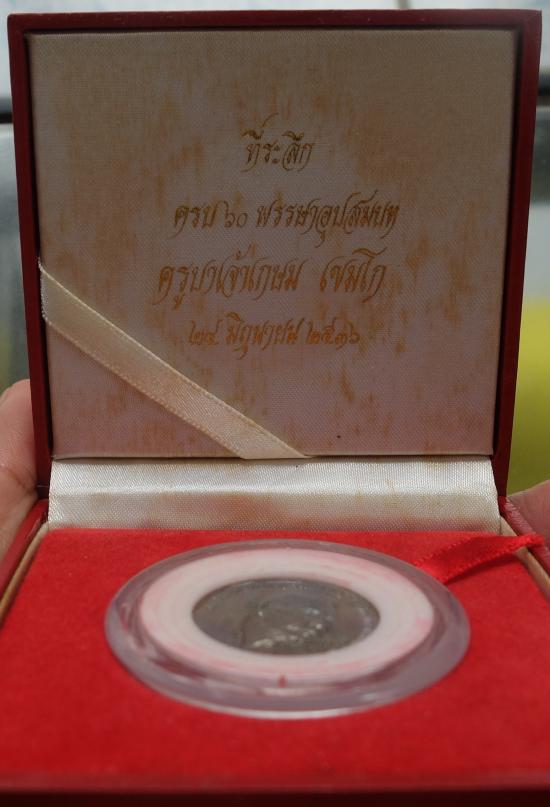 ที่ระลึก
ครบ ๖๐ พรรษาอุปสมบท
ครูบาเจ้าเกษม เขมโก
๒๘ มิถุนายน ๒๕๓๖